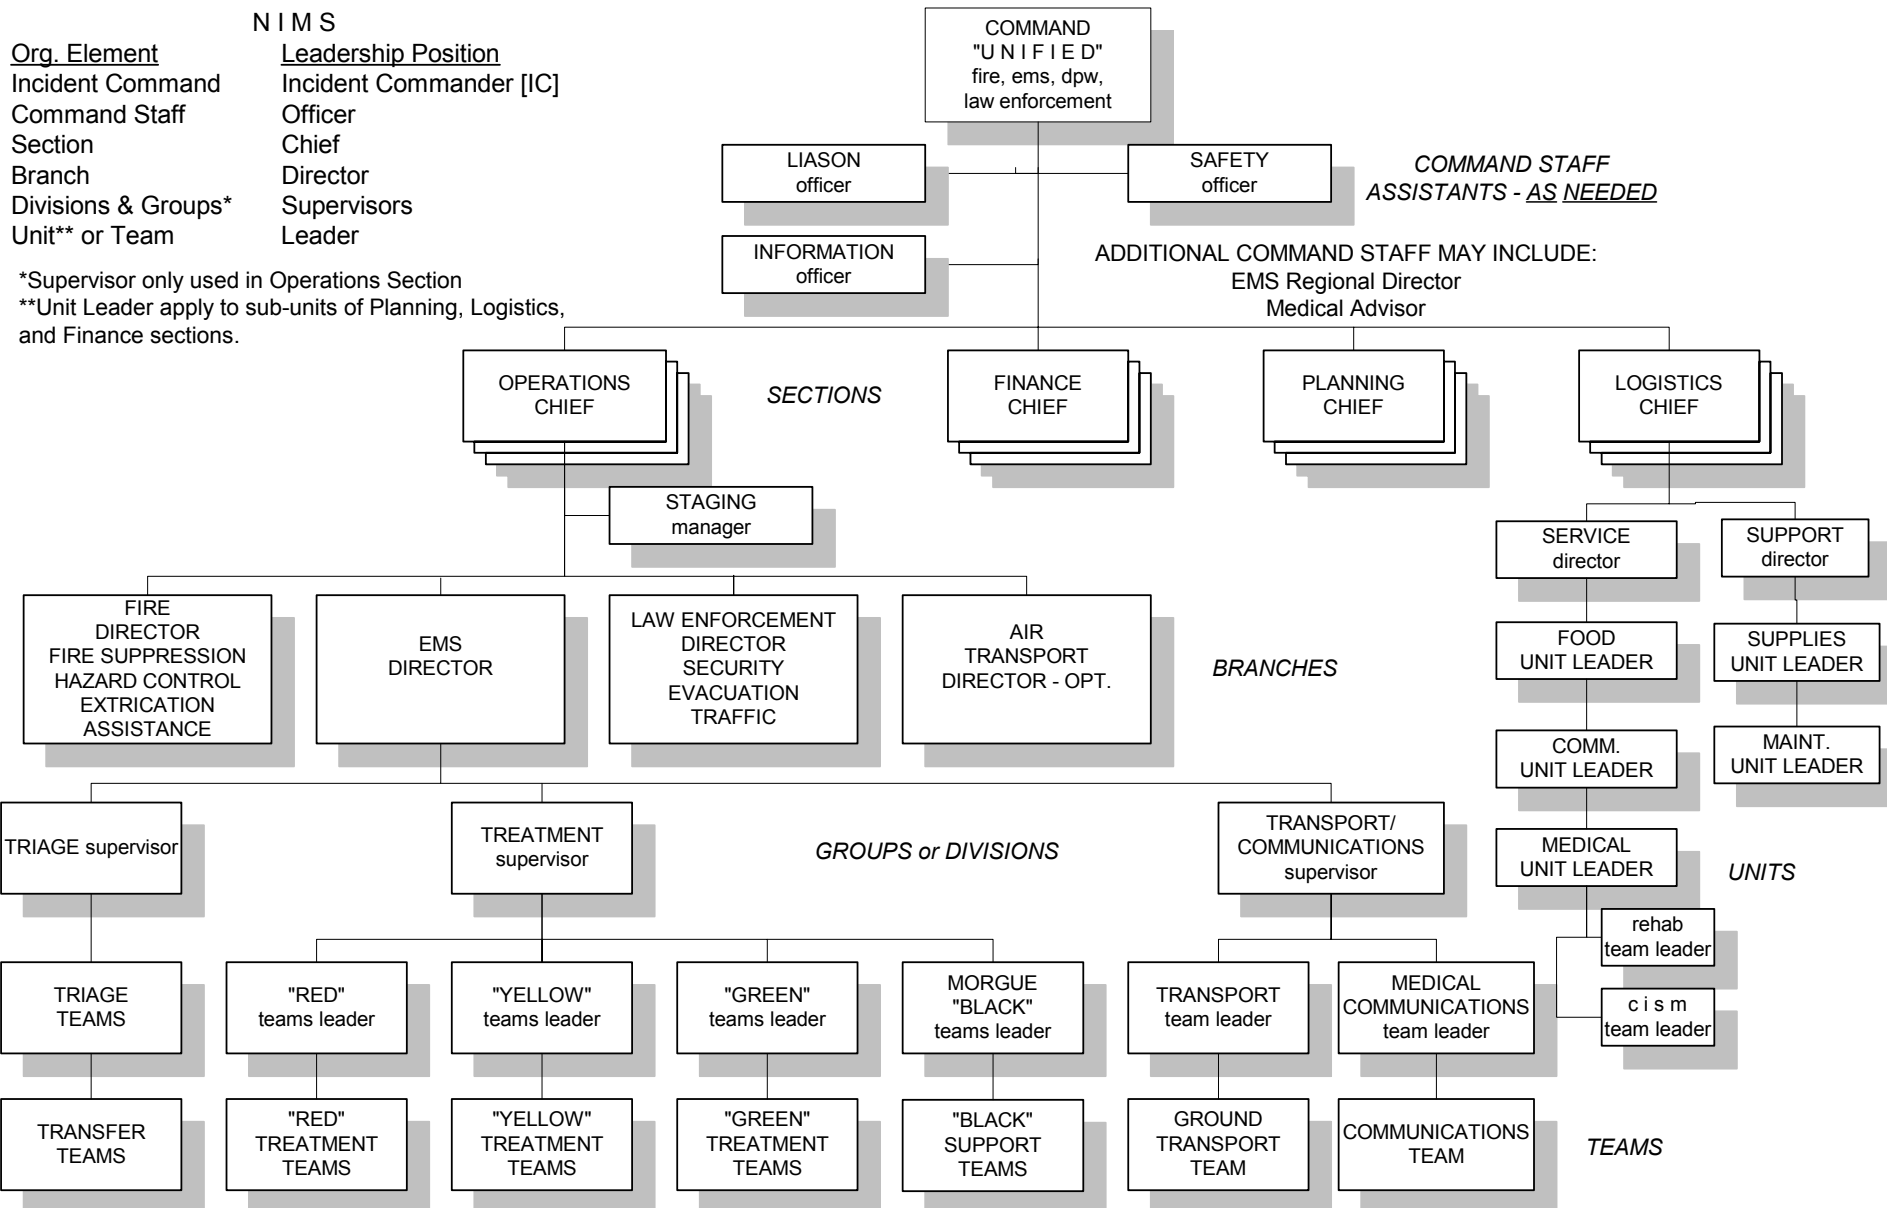 N I M S
Org. Element Leadership Position
Incident Command Incident Commander [IC]
Command Staff Officer
Section Chief
Branch Director
Divisions & Groups* Supervisors
Unit** or Team Leader
*Supervisor only used in Operations Section
**Unit Leader apply to sub-units of Planning, Logistics,
and Finance sections.
COMMAND
"U N I F I E D"
fire, ems, dpw,
law enforcement
LIASON
officer
SAFETY
officer
COMMAND STAFF
ASSISTANTS - AS NEEDED
INFORMATION
officer
ADDITIONAL COMMAND STAFF MAY INCLUDE:
EMS Regional Director
Medical Advisor
OPERATIONS
CHIEF
SECTIONS
FINANCE
CHIEF
PLANNING
CHIEF
LOGISTICS
CHIEF
STAGING
manager
SERVICE
director
SUPPORT
director
FIRE
DIRECTOR
FIRE SUPPRESSION
HAZARD CONTROL
EXTRICATION
ASSISTANCE
EMS
DIRECTOR
LAW ENFORCEMENT
DIRECTOR
SECURITY
EVACUATION
TRAFFIC
AIR
TRANSPORT
DIRECTOR - OPT.
BRANCHES
FOOD
UNIT LEADER
SUPPLIES
UNIT LEADER
COMM.
UNIT LEADER
MAINT.
UNIT LEADER
TRIAGE supervisor
TREATMENT
supervisor
GROUPS or DIVISIONS
TRANSPORT/
COMMUNICATIONS
supervisor
MEDICAL
UNIT LEADER
UNITS
rehab
team leader
c i s m
team leader
TRIAGE
TEAMS
"RED"
teams leader
"YELLOW"
teams leader
"GREEN"
teams leader
MORGUE
"BLACK"
teams leader
TRANSPORT
team leader
MEDICAL
COMMUNICATIONS
team leader
TRANSFER
TEAMS
"RED"
TREATMENT
TEAMS
"YELLOW"
TREATMENT
TEAMS
"GREEN"
TREATMENT
TEAMS
"BLACK"
SUPPORT
TEAMS
GROUND
TRANSPORT
TEAM
COMMUNICATIONS
TEAM
TEAMS